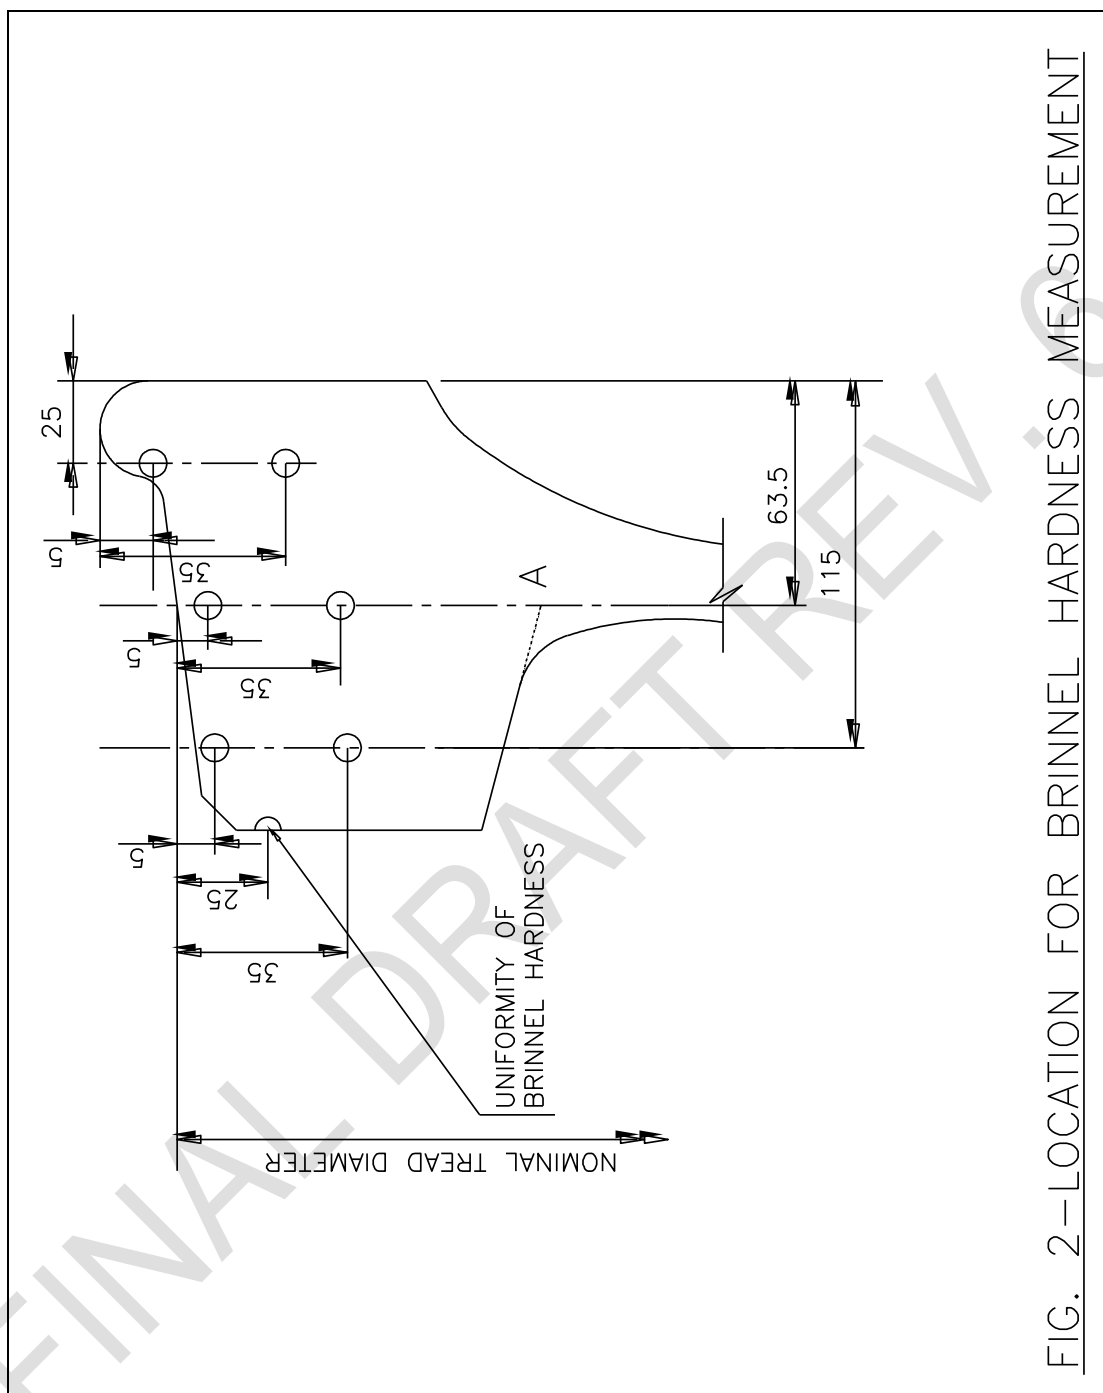 25
5
35
5
35
A
63.5
115
5
25
35
UNIFORMITY OF
BRINNEL HARDNESS
NOMINAL TREAD DIAMETER
FIG. 2-LOCATION FOR BRINNEL HARDNESS MEASUREMENT
FINAL DRAFT REV. 6